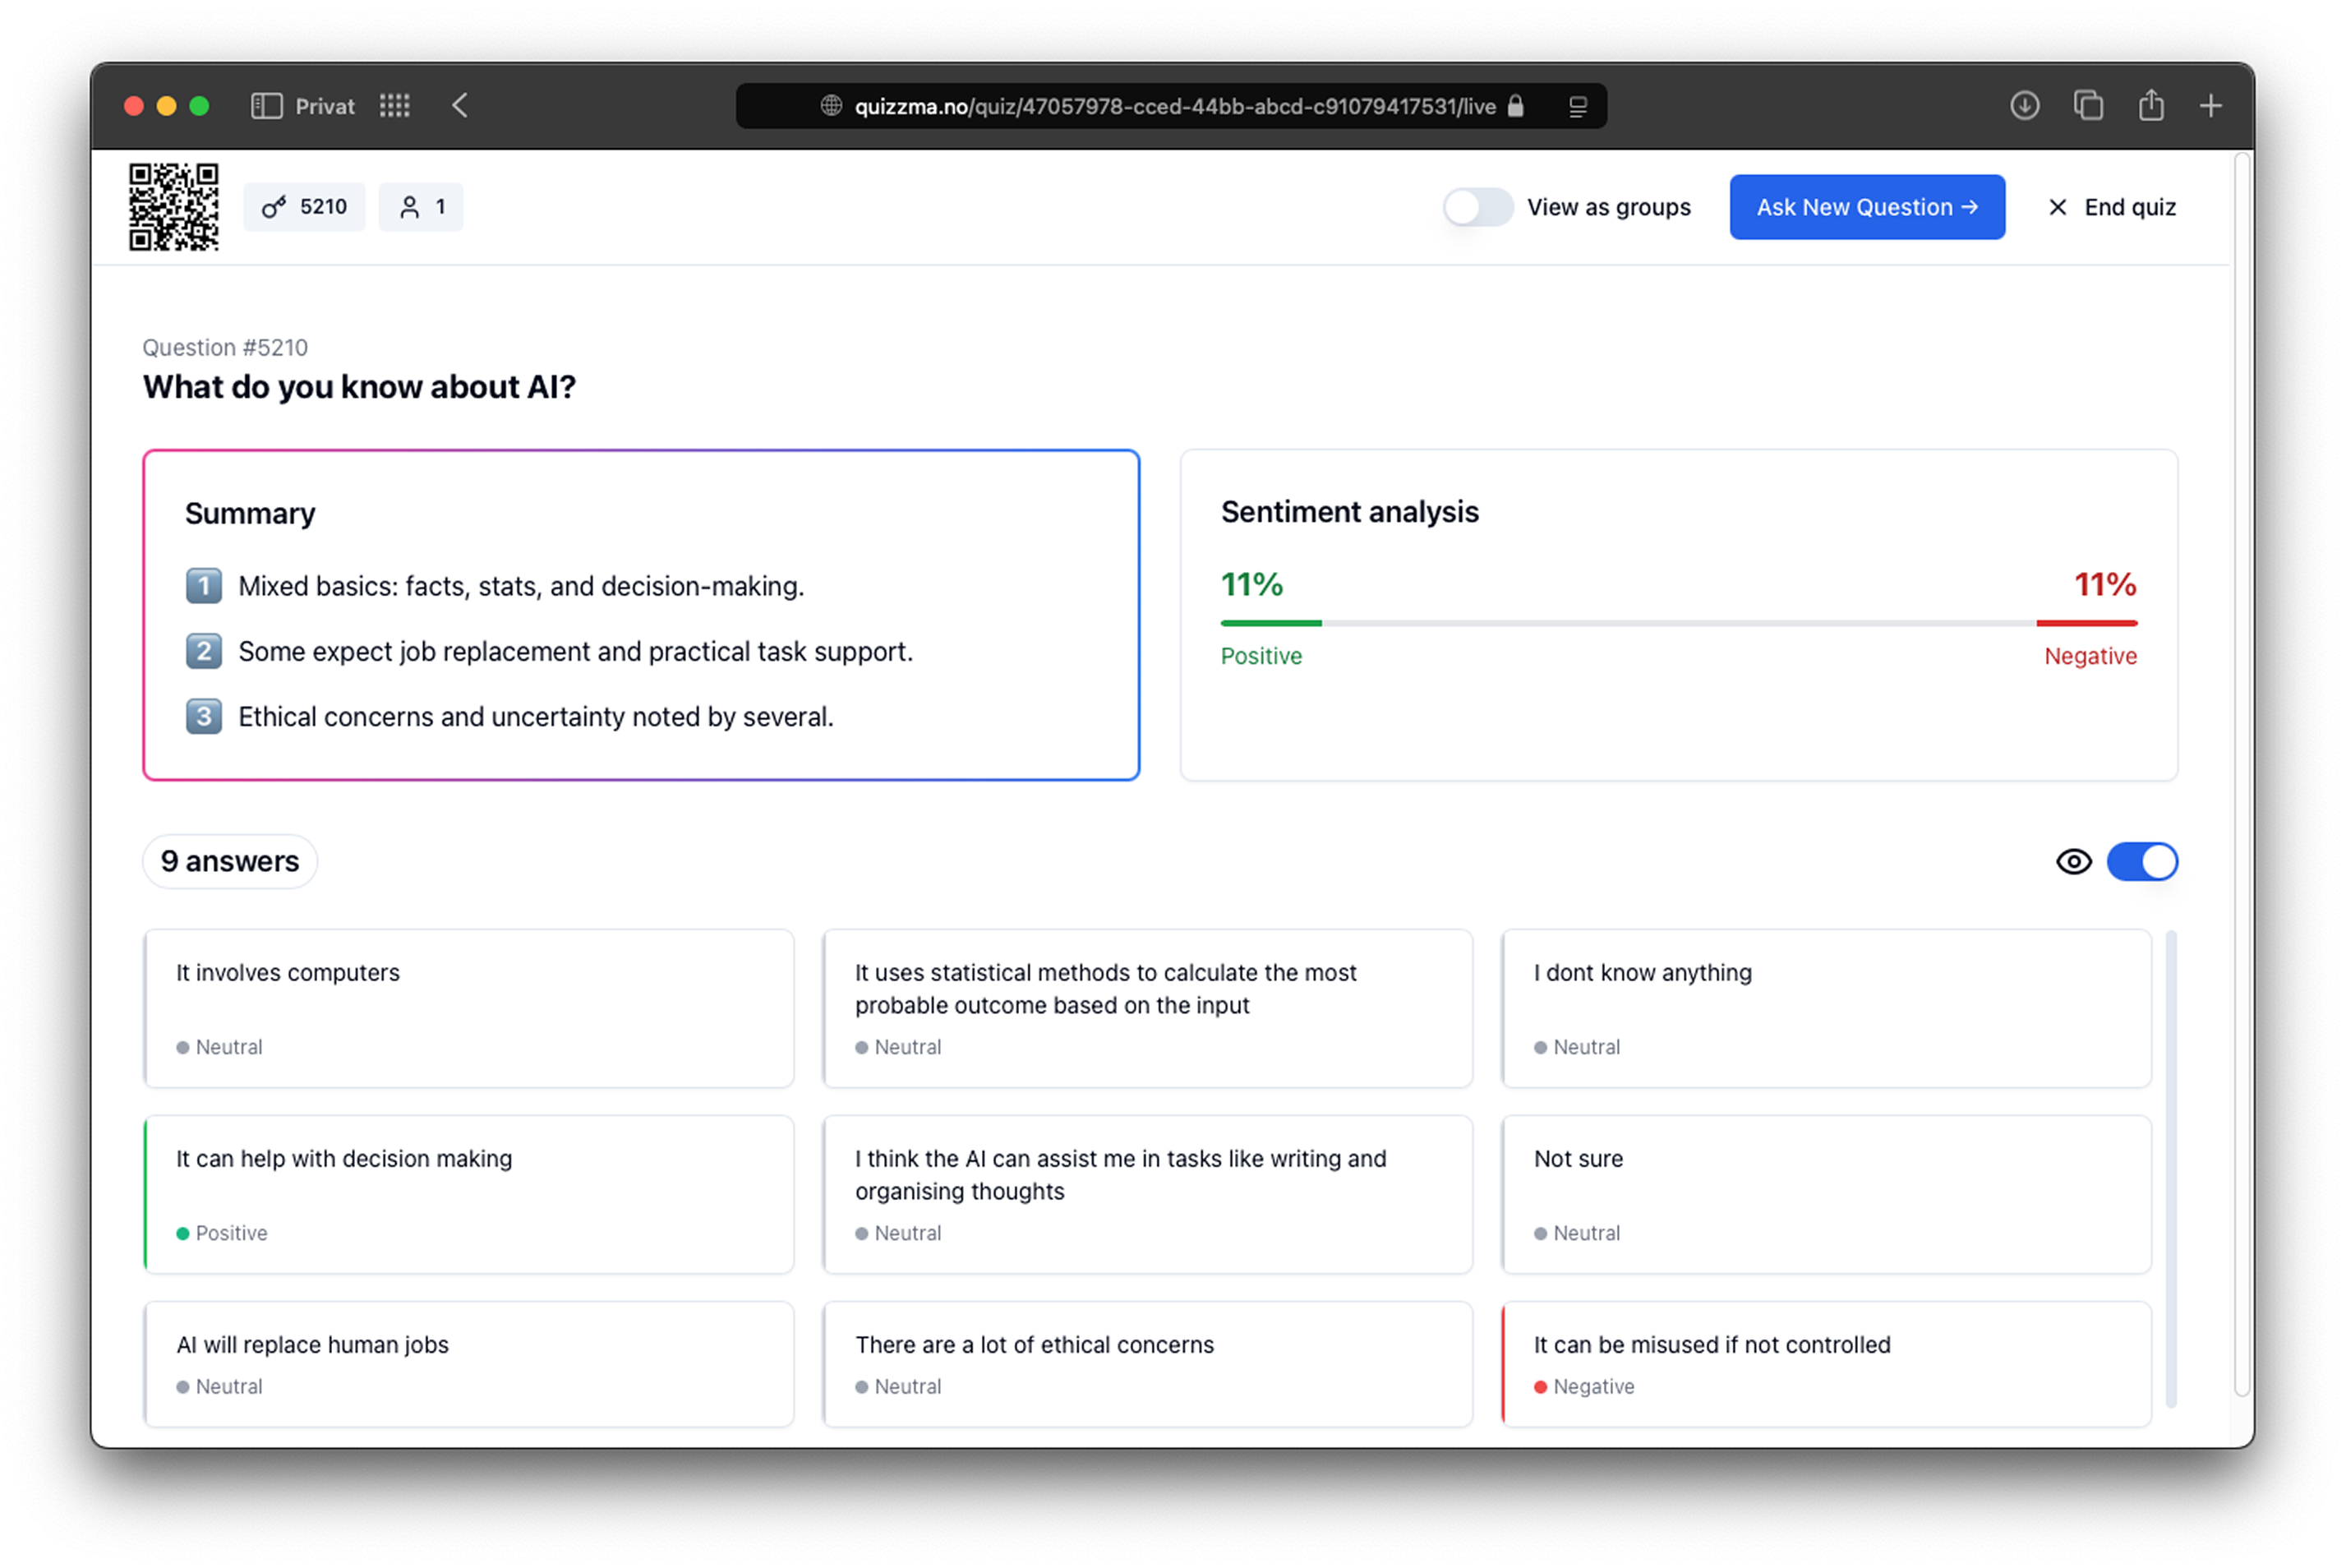 Privat
quizzma.no/quiz/47057978-cced-44bb-abcd-c91079417531/live
5210
1
View as groups
Ask New Question →
End quiz
Question #5210
What do you know about AI?
Summary
1 Mixed basics: facts, stats, and decision-making.
2 Some expect job replacement and practical task support.
3 Ethical concerns and uncertainty noted by several.
Sentiment analysis
11% 11%
Positive Negative
9 answers
It involves computers
Neutral
It uses statistical methods to calculate the most
probable outcome based on the input
Neutral
I dont know anything
Neutral
It can help with decision making
Positive
I think the AI can assist me in tasks like writing and
organising thoughts
Neutral
Not sure
Neutral
AI will replace human jobs
Neutral
There are a lot of ethical concerns
Neutral
It can be misused if not controlled
Negative